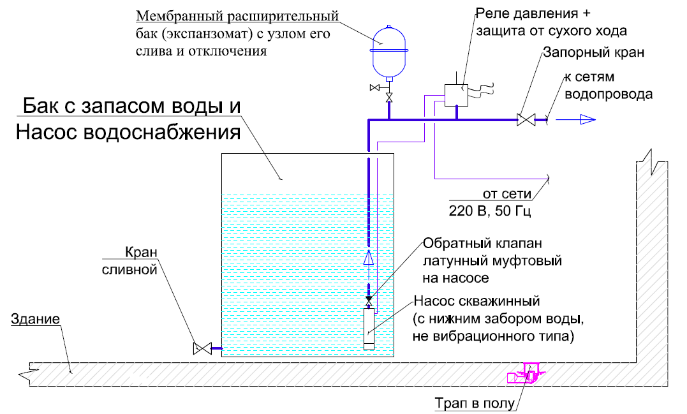 Мембранный расширительный
бак (экспанзомат) с узлом его
слива и отключения
Реле давления +
защита от сухого хода
Запорный кран
к сетям
водопровода
Бак с запасом воды и
Насос водоснабжения
от сети
220 В, 50 Гц
Обратный клапан
латунный муфтовый
на насосе
Кран
сливной
Насос скважинный
(с нижним забором воды,
не вибрационного типа)
Здание
Трап в полу